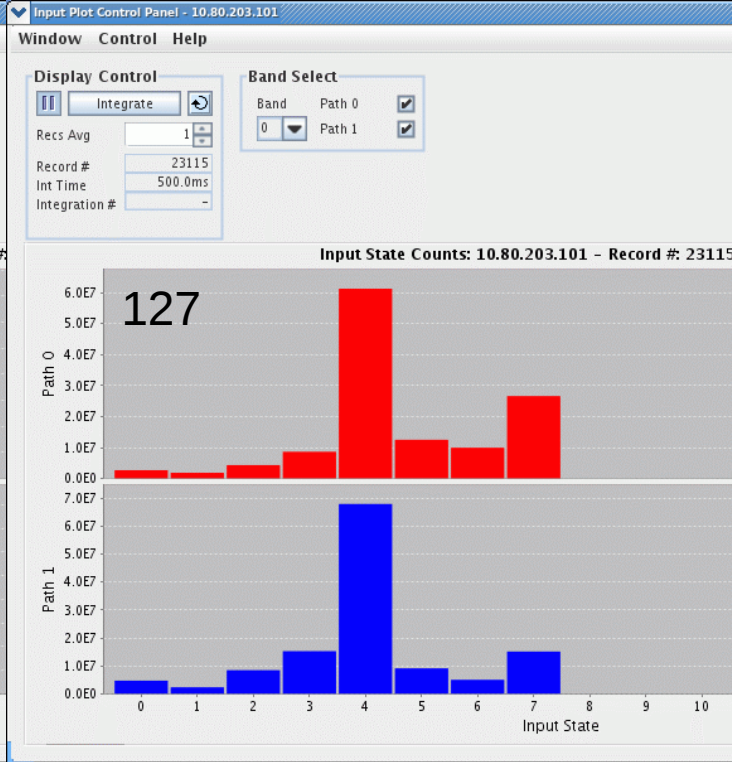 Input Plot Control Panel - 10.80.203.101
Window Control Help
Display Control
Integrate
Recs Avg 1
Record # 23115
Int Time 500.0ms
Integration # -
Band Select
Band Path 0
0 Path 1
#:
Input State Counts: 10.80.203.101 - Record #: 23115
127
Path 0
6.0E7
5.0E7
4.0E7
3.0E7
2.0E7
1.0E7
0.0E0
Path 1
7.0E7
6.0E7
5.0E7
4.0E7
3.0E7
2.0E7
1.0E7
0.0E0
0 1 2 3 4 5 6 7 8 9 10
Input State